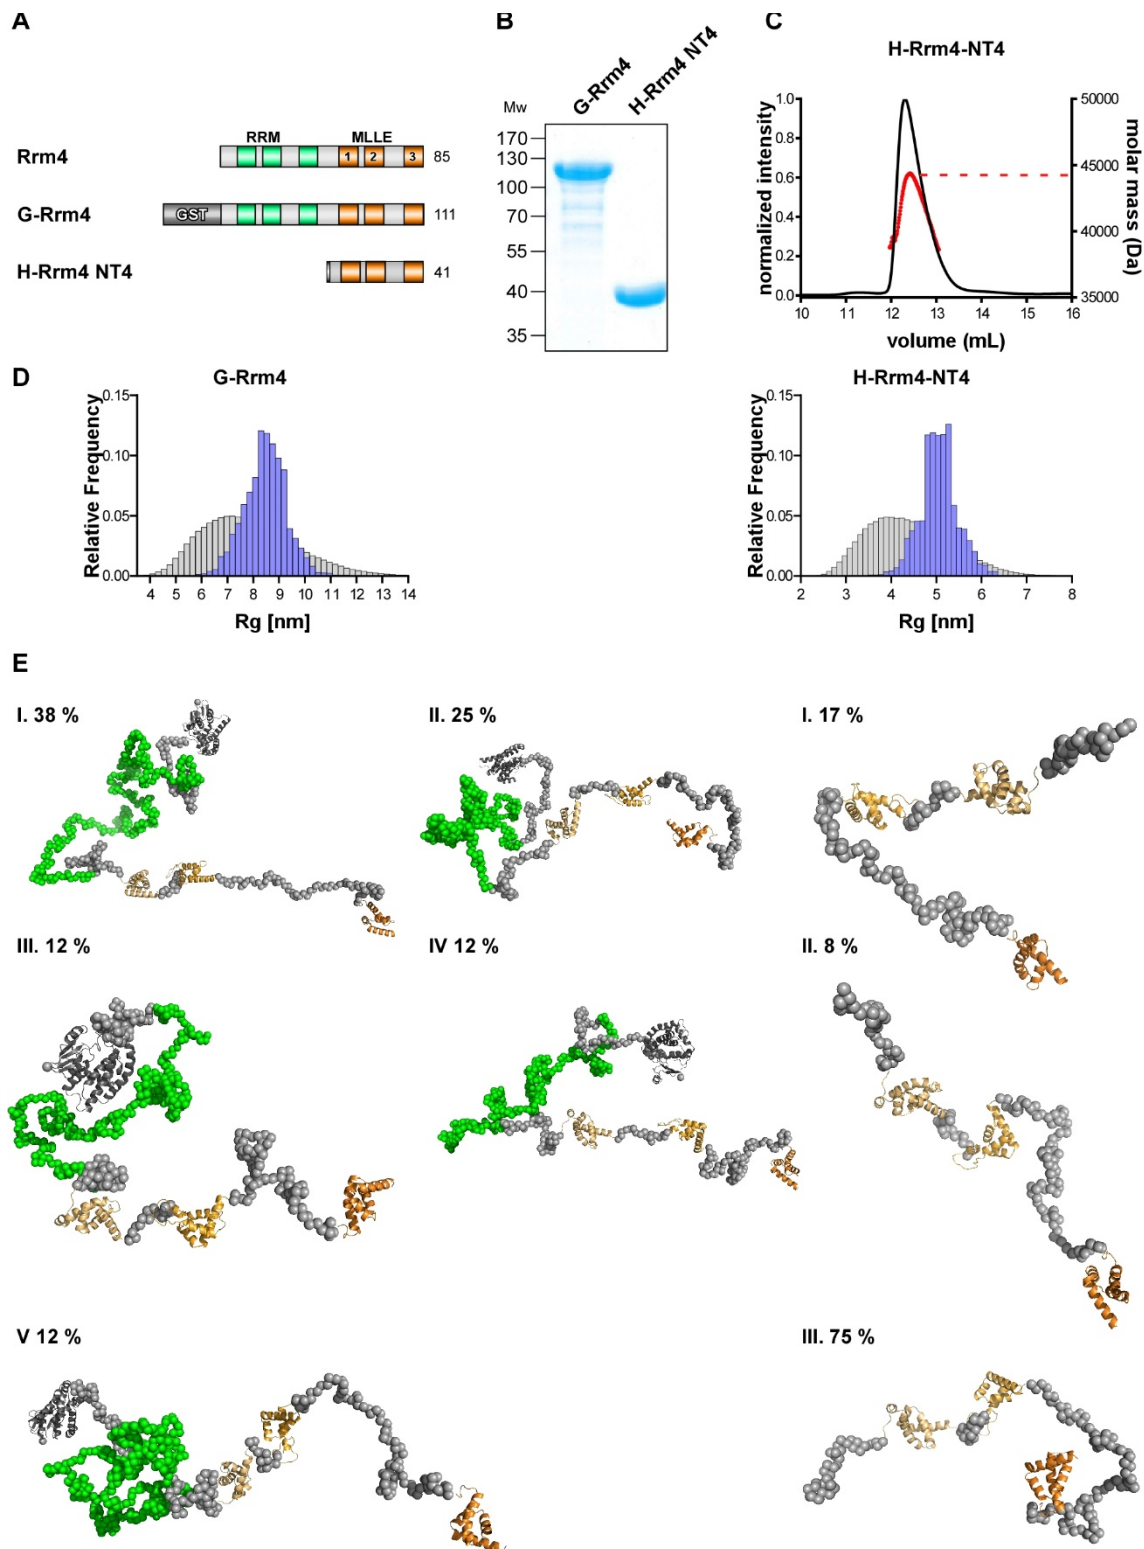 A
RRM MLLE
Rrm4 1 2 3 85
G-Rrm4 GST 111
H-Rrm4 NT4 41
B
G-Rrm4
H-Rrm4 NT4
Mw
170
130
100
70
55
40
35
C
H-Rrm4-NT4
normalized intensity
1.0
0.8
0.6
0.4
0.2
0.0
50000
45000
40000
35000
molar mass (Da)
10 11 12 13 14 15 16
volume (mL)
D
G-Rrm4
Relative Frequency
0.15
0.10
0.05
0.00
4 5 6 7 8 9 10 11 12 13 14
Rg [nm]
H-Rrm4-NT4
Relative Frequency
0.15
0.10
0.05
0.00
2 3 4 5 6 7 8
Rg [nm]
E
I. 38 %
II. 25 %
I. 17 %
III. 12 %
IV 12 %
II. 8 %
V 12 %
III. 75 %